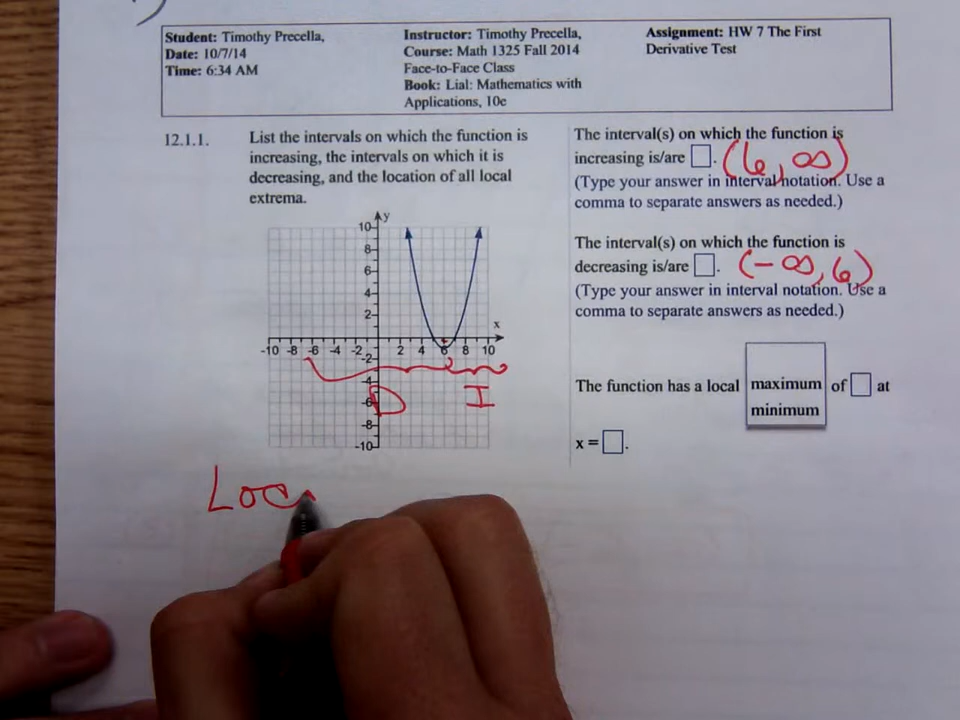 Student: Timothy Precella,
Date: 10/7/14
Time: 6:34 AM
Instructor: Timothy Precella,
Course: Math 1325 Fall 2014
Face-to-Face Class
Book: Lial: Mathematics with
Applications, 10e
Assignment: HW 7 The First
Derivative Test
12.1.1.
List the intervals on which the function is
increasing, the intervals on which it is
decreasing, and the location of all local
extrema.
y
10
8
6
4
2
x
-10 -8 -6 -4 -2 2 4 6 8 10
-2
-4
-6
-8
-10
D I
Loc
The interval(s) on which the function is
increasing is/are □. (6, ∞)
(Type your answer in interval notation. Use a
comma to separate answers as needed.)
The interval(s) on which the function is
decreasing is/are □. (-∞, 6)
(Type your answer in interval notation. Use a
comma to separate answers as needed.)
The function has a local maximum of □ at
minimum
x = □.